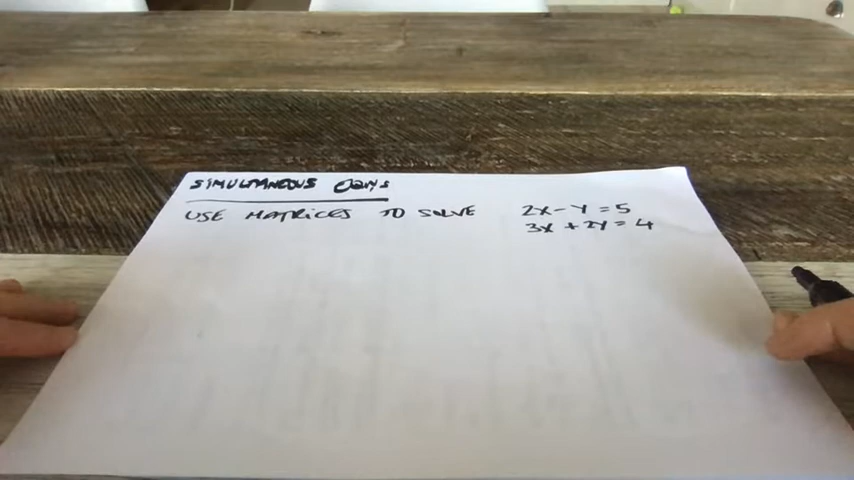 SIMULTANEOUS EQNS
USE MATRICES TO SOLVE 2x - y = 5
3x + 2y = 4